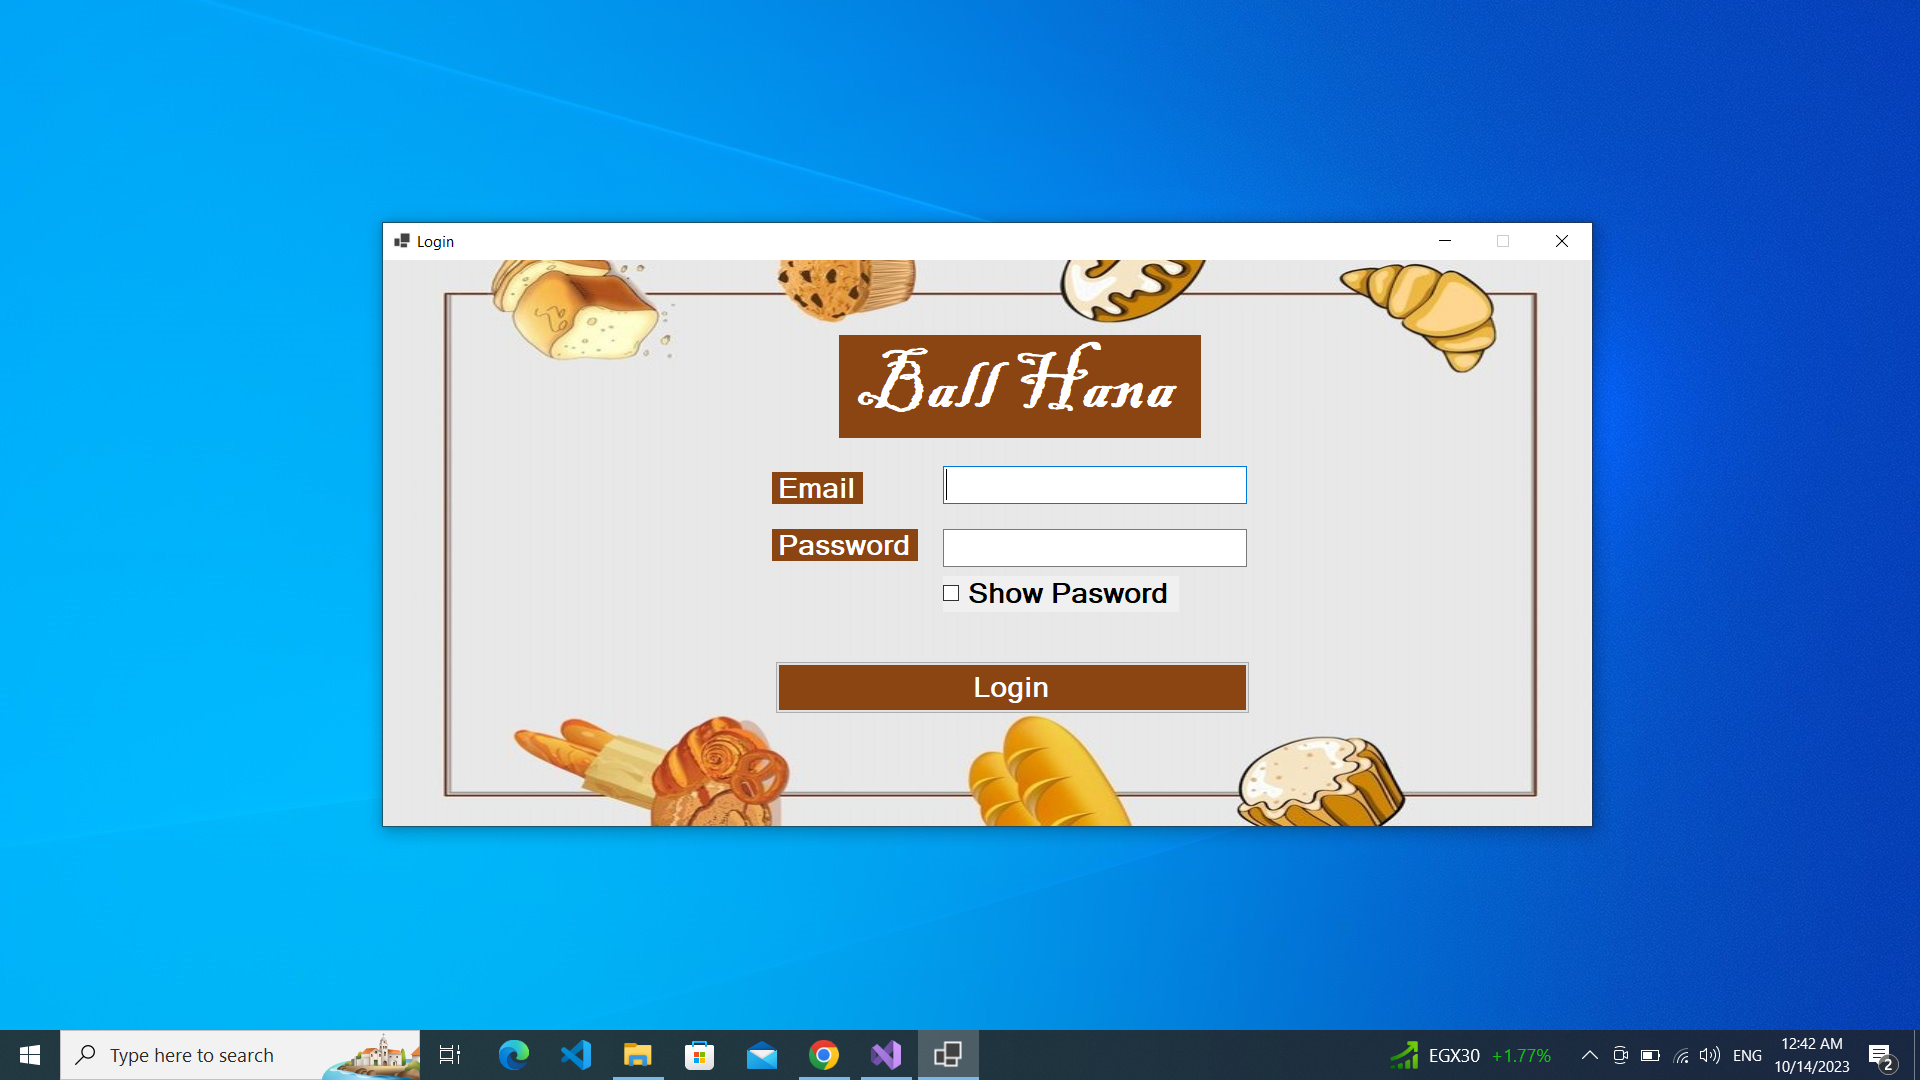 Login
Ball Hana
Email
Password
Show Pasword
Login
Type here to search
EGX30 +1.77%
ENG
12:42 AM
10/14/2023
2